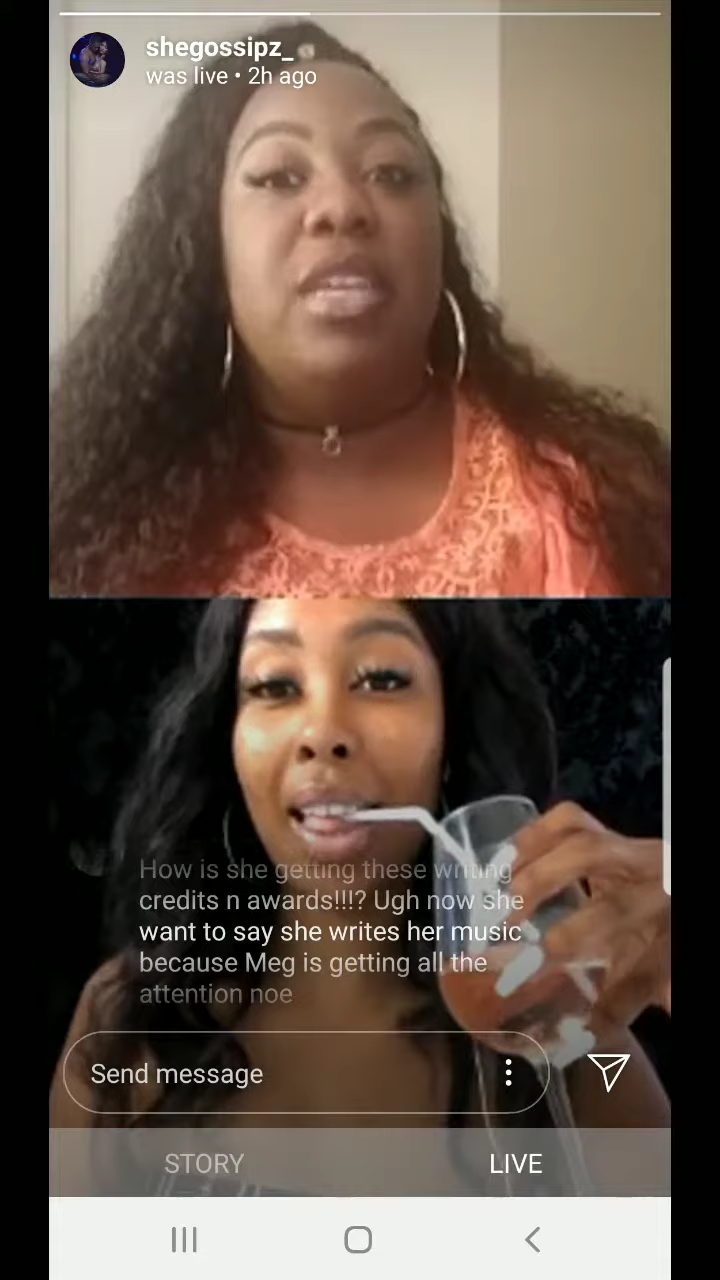 shegossipz_
was live • 2h ago
How is she getting these writing
credits n awards!!!? Ugh now she
want to say she writes her music
because Meg is getting all the
attention noe
Send message
STORY
LIVE